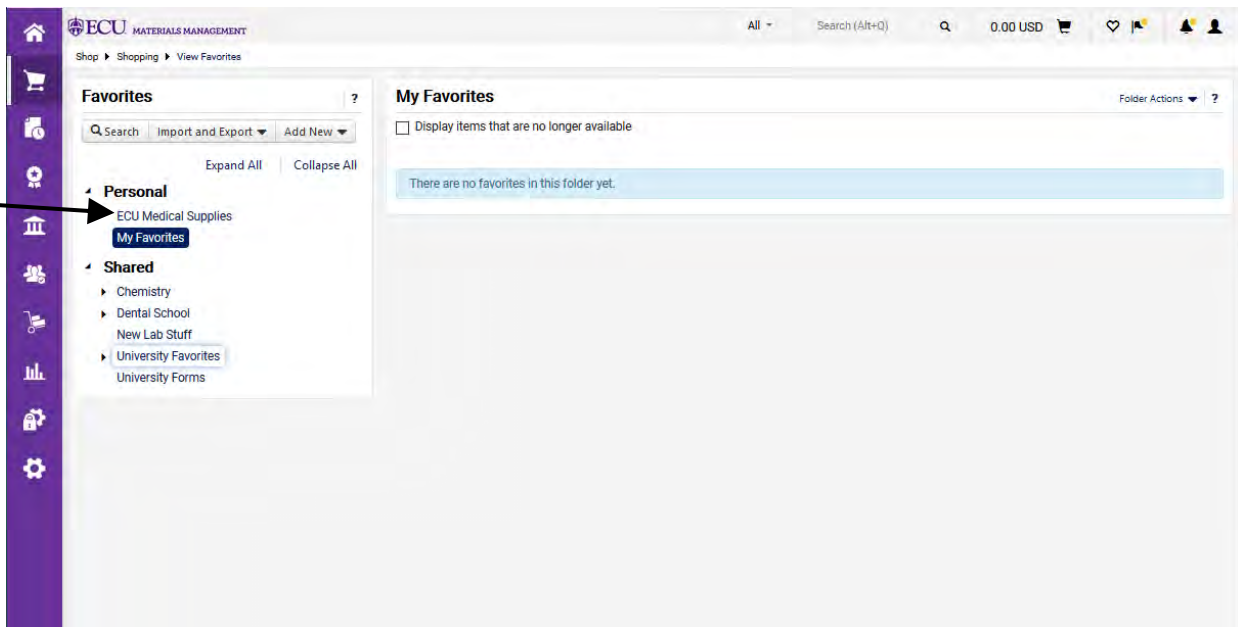 ECU MATERIALS MANAGEMENT
All
Search (Alt+Q)
0.00 USD
Shop Shopping View Favorites
Favorites ?
Search Import and Export Add New
Expand All Collapse All
Personal
ECU Medical Supplies
My Favorites
Shared
Chemistry
Dental School
New Lab Stuff
University Favorites
University Forms
My Favorites
Folder Actions ?
Display items that are no longer available
There are no favorites in this folder yet.